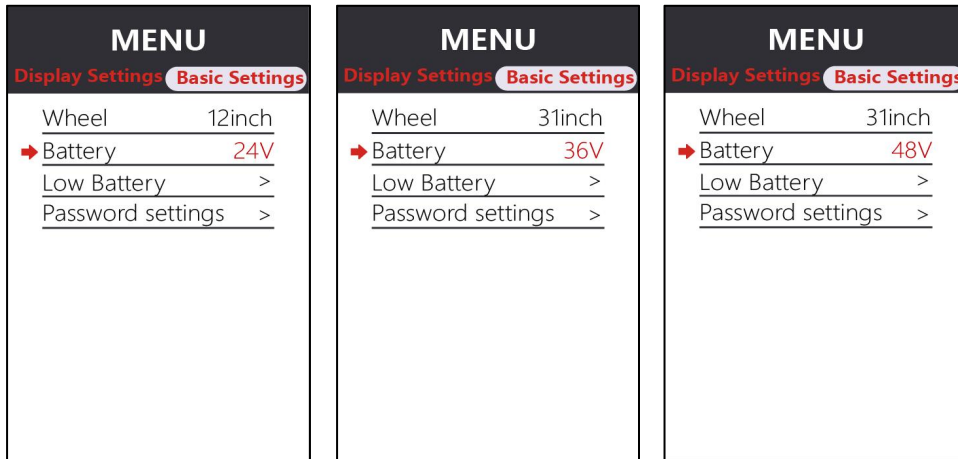 MENU
Display Settings Basic Settings
Wheel 12inch
Battery 24V
Low Battery >
Password settings >
MENU
Display Settings Basic Settings
Wheel 31inch
Battery 36V
Low Battery >
Password settings >
MENU
Display Settings Basic Settings
Wheel 31inch
Battery 48V
Low Battery >
Password settings >